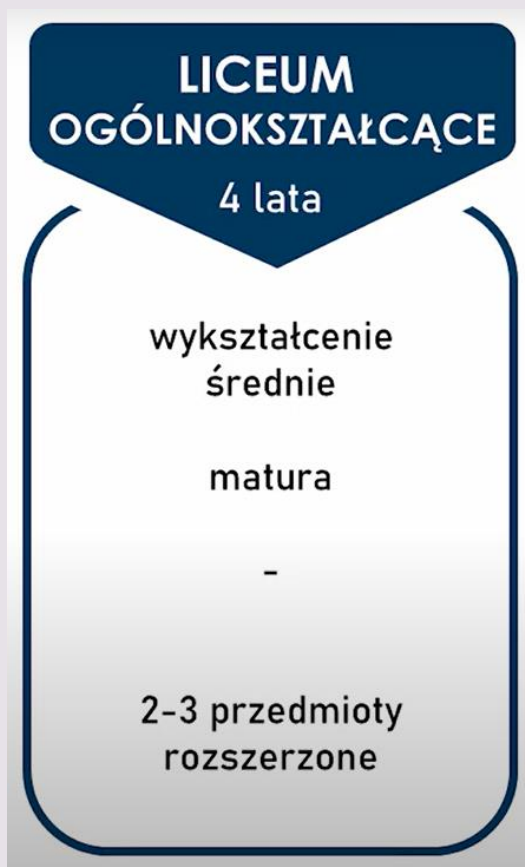 LICEUM
OGÓLNOKSZTAŁCĄCE
4 lata
wykształcenie
średnie
matura
-
2-3 przedmioty
rozszerzone